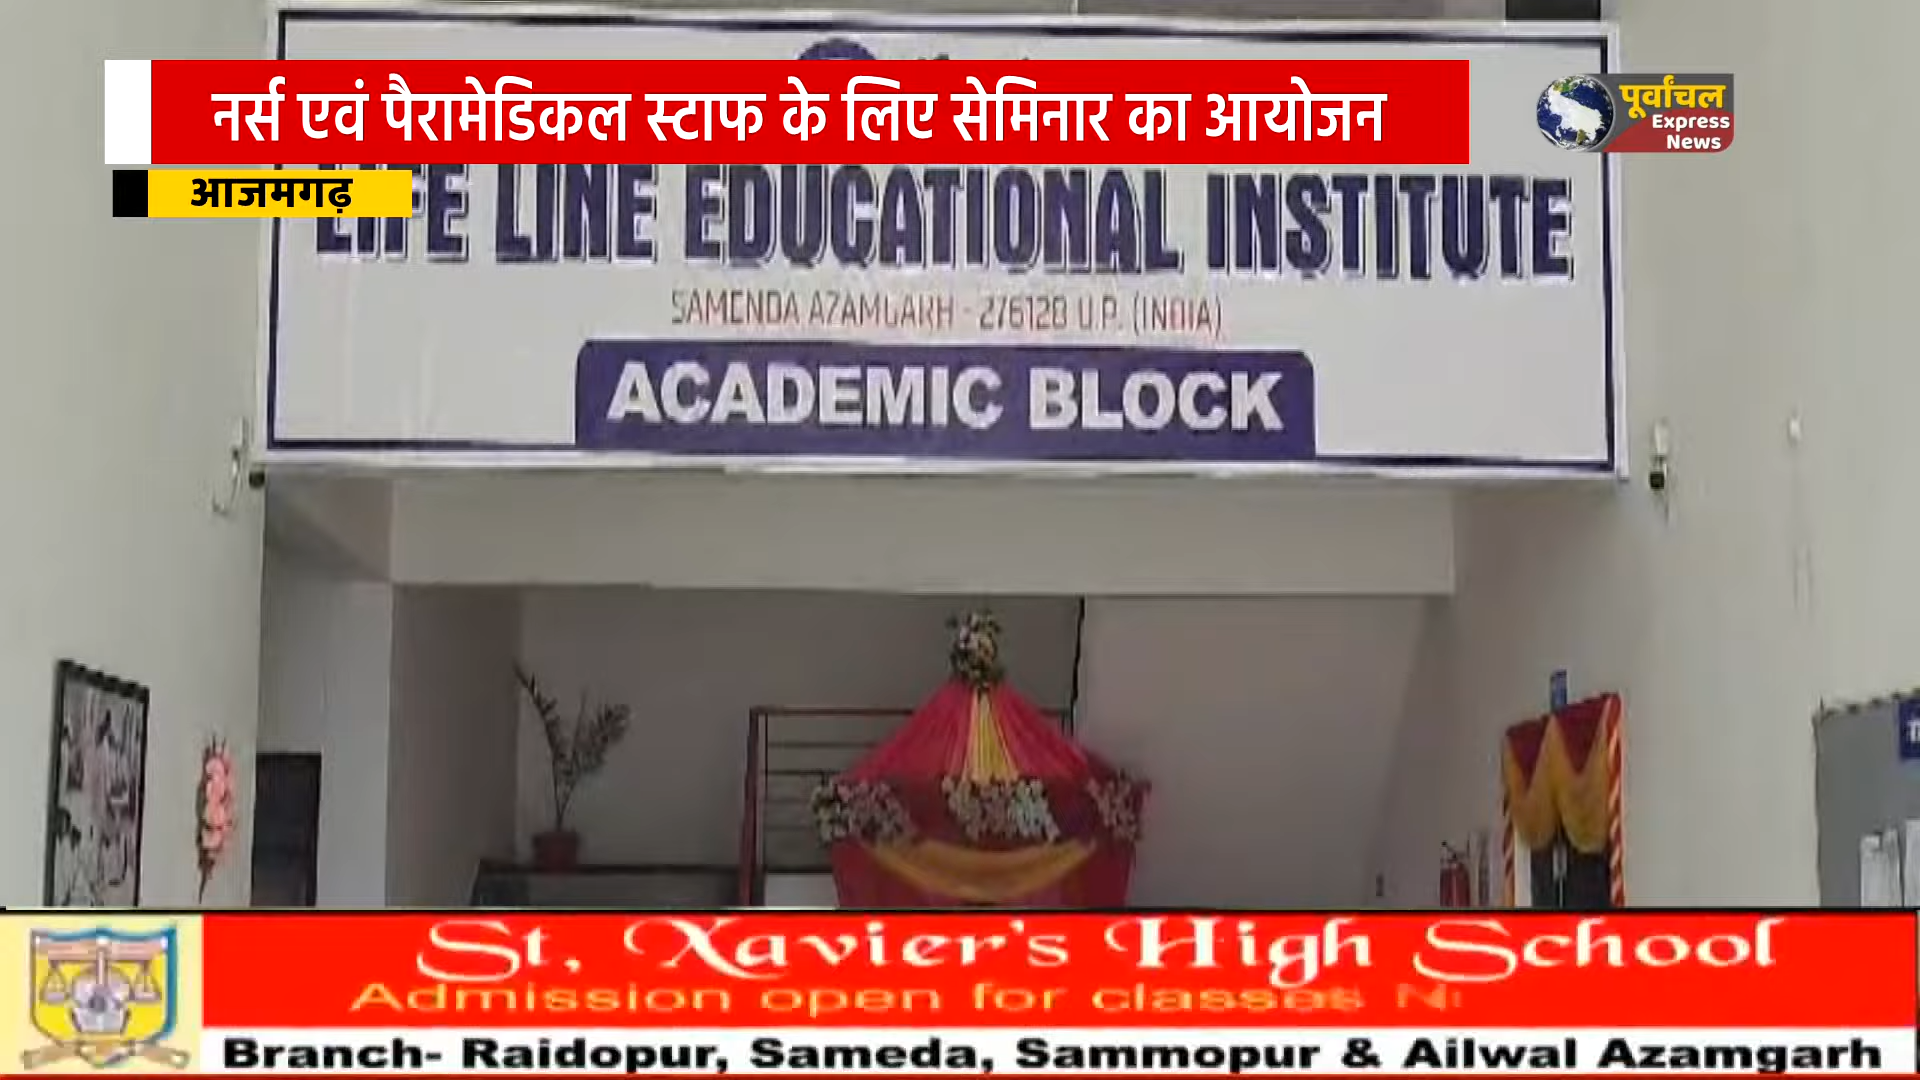 नर्स एवं पैरामेडिकल स्टाफ के लिए सेमिनार का आयोजन
पूर्वांचल
Express
News
आजमगढ़
LIFE LINE EDUCATIONAL INSTITUTE
SAMENDA AZAMGARH - 276128 U.P. (INDIA)
ACADEMIC BLOCK
St, Xavier's High School
Admission open for classes
Branch- Raidopur, Sameda, Sammopur & Ailwal Azamgarh